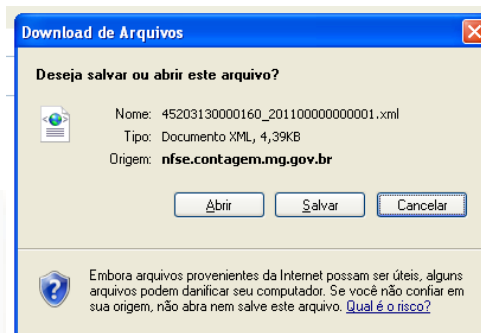 Download de Arquivos
Deseja salvar ou abrir este arquivo?
Nome: 45203130000160_201100000000001.xml
Tipo: Documento XML, 4,39KB
Origem: nfse.contagem.mg.gov.br
Abrir Salvar Cancelar
Embora arquivos provenientes da Internet possam ser úteis, alguns
arquivos podem danificar seu computador. Se você não confiar em
sua origem, não abra nem salve este arquivo. Qual é o risco?